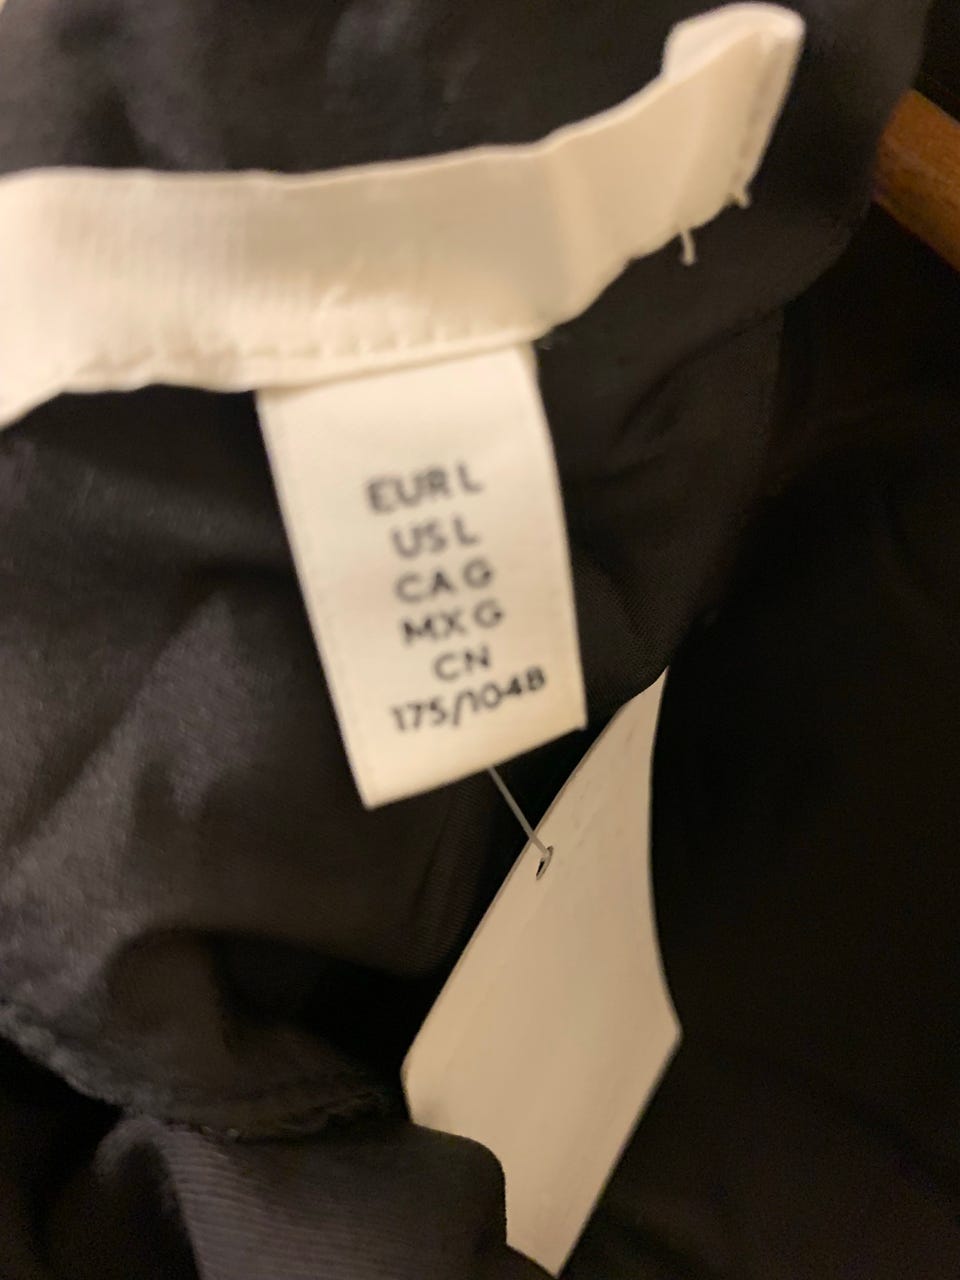 EUR L
US L
CA G
MX G
CN
175/104B